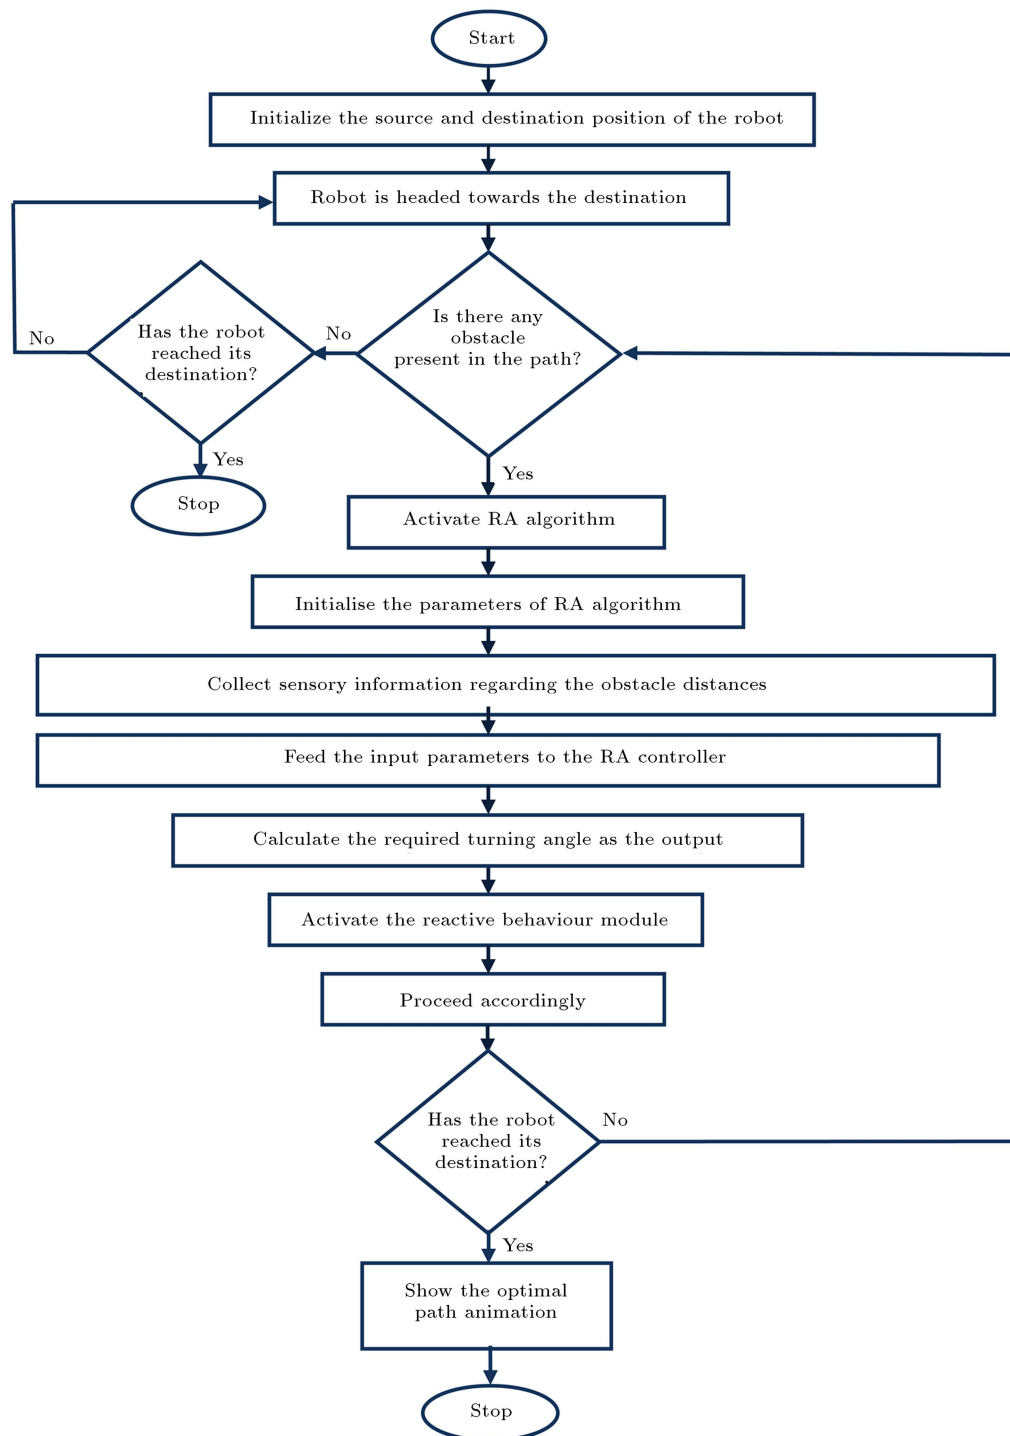 Start
Initialize the source and destination position of the robot
Robot is headed towards the destination
Is there any
obstacle
present in the path?
No
Has the robot
reached its
destination?
No
Yes
Stop
Yes
Activate RA algorithm
Initialise the parameters of RA algorithm
Collect sensory information regarding the obstacle distances
Feed the input parameters to the RA controller
Calculate the required turning angle as the output
Activate the reactive behaviour module
Proceed accordingly
Has the robot
reached its
destination?
No
Yes
Show the optimal
path animation
Stop